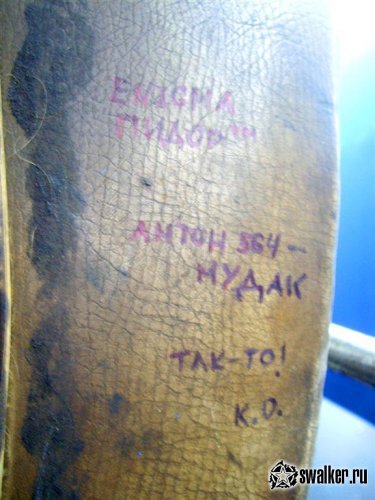 ENIGMA
ПИДОР
АНТОН 564 –
МУДАК
ТАК-ТО!
К.О.
swalker.ru